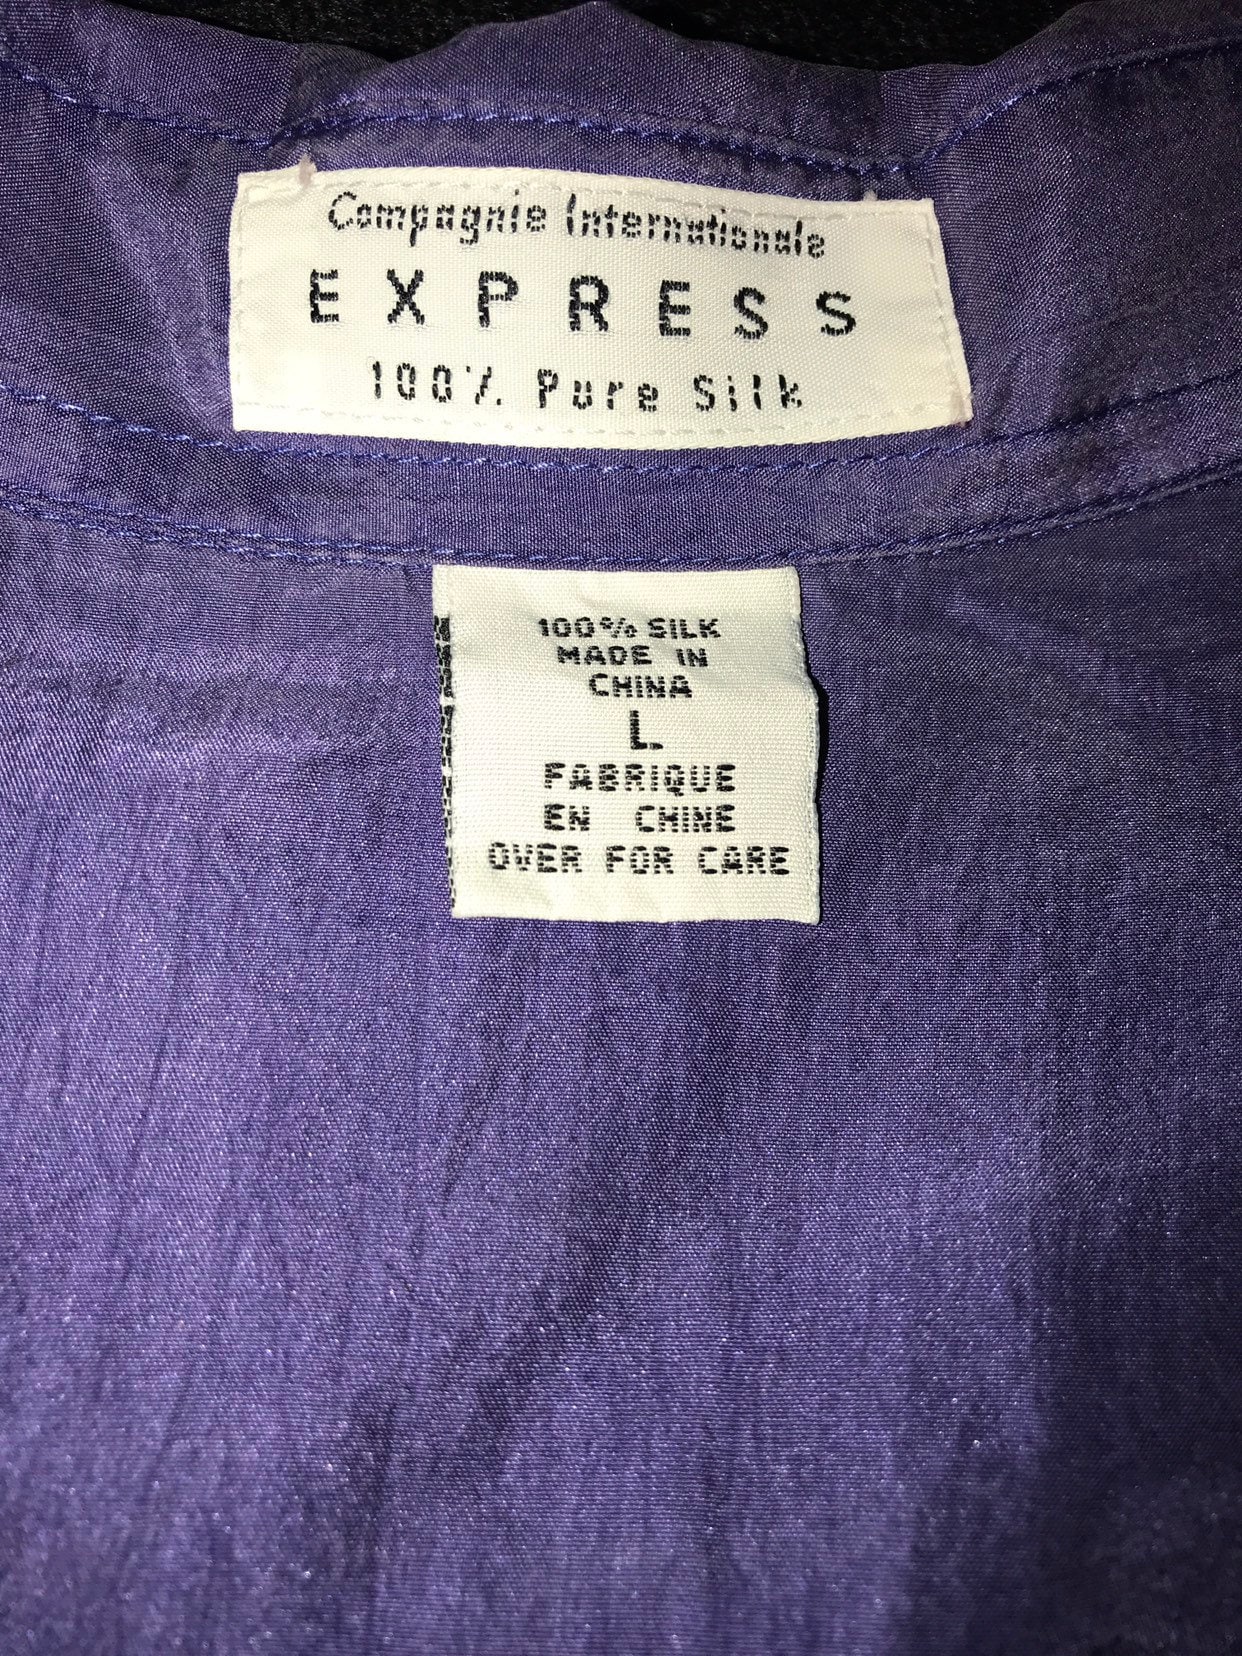 Compagnie Internationale
EXPRESS
100% Pure Silk
100% SILK
MADE IN
CHINA
L
FABRIQUE
EN CHINE
OVER FOR CARE